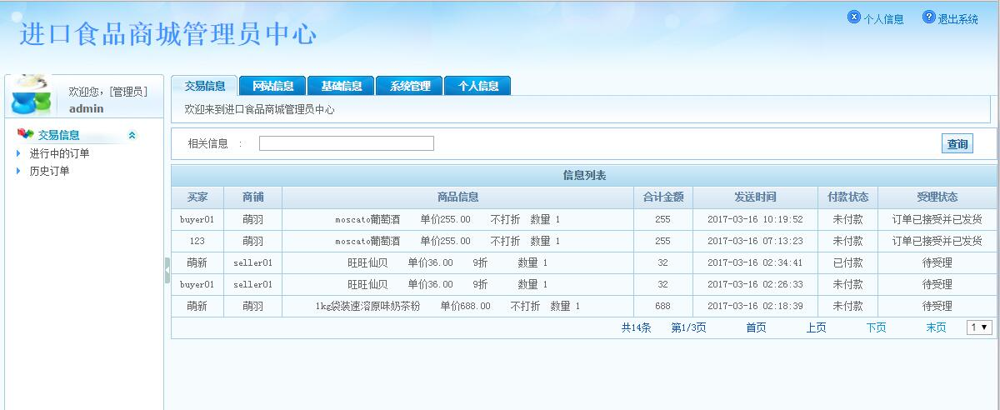 进口食品商城管理员中心
个人信息 退出系统
欢迎您，[管理员]
admin
交易信息
进行中的订单
历史订单
交易信息 网站信息 基础信息 系统管理 个人信息
欢迎来到进口食品商城管理员中心
相关信息 : 查询
信息列表
买家 商铺 商品信息 合计金额 发送时间 付款状态 受理状态
buyer01 萌羽 moscato葡萄酒 单价255.00 不打折 数量 1 255 2017-03-16 10:19:52 未付款 订单已接受并已发货
123 萌羽 moscato葡萄酒 单价255.00 不打折 数量 1 255 2017-03-16 07:13:23 未付款 订单已接受并已发货
萌新 seller01 旺旺仙贝 单价36.00 9折 数量 1 32 2017-03-16 02:34:41 已付款 待受理
buyer01 seller01 旺旺仙贝 单价36.00 9折 数量 1 32 2017-03-16 02:26:33 未付款 待受理
萌新 萌羽 1kg袋装速溶原味奶茶粉 单价688.00 不打折 数量 1 688 2017-03-16 02:18:39 未付款 待受理
共14条 第1/3页 首页 上页 下页 末页 1